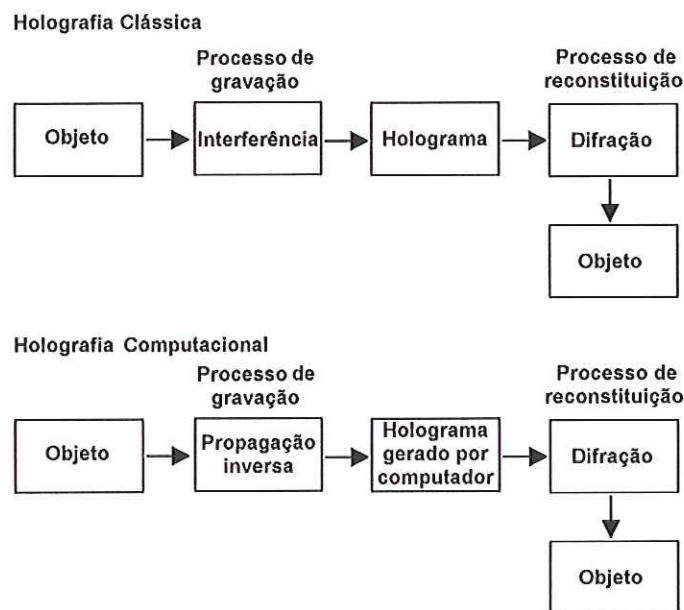 Holografia Clássica
Processo de
gravação
Processo de
reconstituição
Objeto
Interferência
Holograma
Difração
Objeto
Holografia Computacional
Processo de
gravação
Processo de
reconstituição
Objeto
Propagação
inversa
Holograma
gerado por
computador
Difração
Objeto